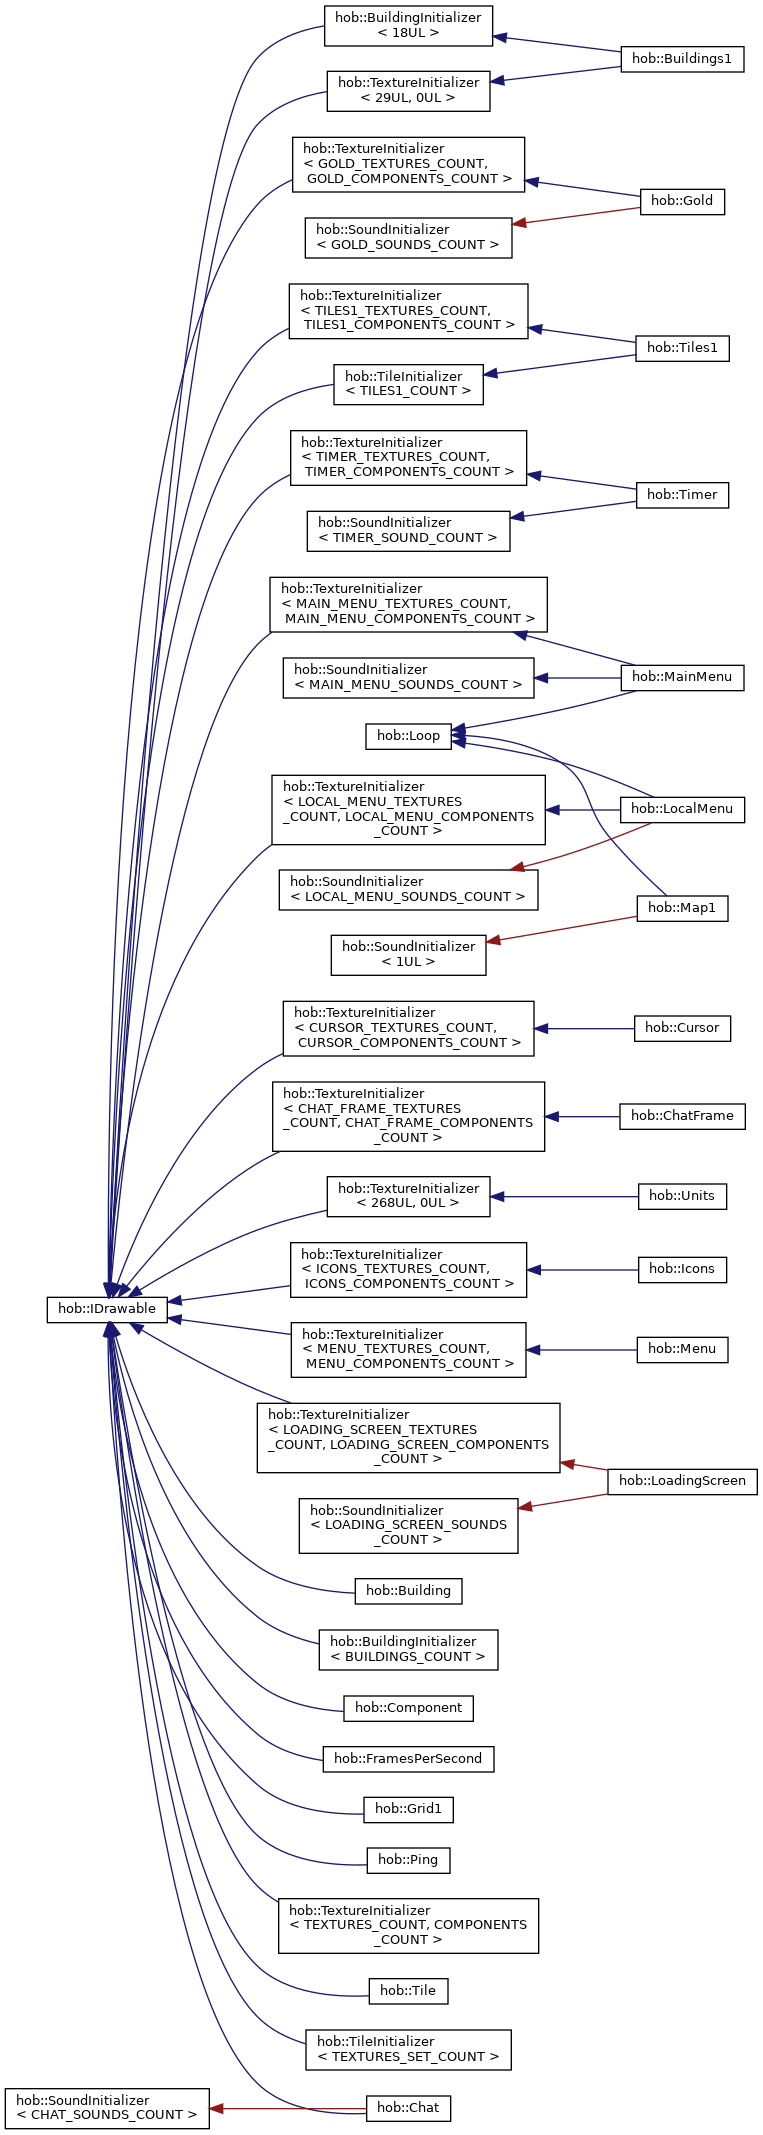 hob::BuildingInitializer
< 18UL >
hob::Buildings1
hob::TextureInitializer
< 29UL, 0UL >
hob::TextureInitializer
< GOLD_TEXTURES_COUNT,
GOLD_COMPONENTS_COUNT >
hob::Gold
hob::SoundInitializer
< GOLD_SOUNDS_COUNT >
hob::TextureInitializer
< TILES1_TEXTURES_COUNT,
TILES1_COMPONENTS_COUNT >
hob::Tiles1
hob::TileInitializer
< TILES1_COUNT >
hob::TextureInitializer
< TIMER_TEXTURES_COUNT,
TIMER_COMPONENTS_COUNT >
hob::Timer
hob::SoundInitializer
< TIMER_SOUND_COUNT >
hob::TextureInitializer
< MAIN_MENU_TEXTURES_COUNT,
MAIN_MENU_COMPONENTS_COUNT >
hob::SoundInitializer
< MAIN_MENU_SOUNDS_COUNT >
hob::MainMenu
hob::Loop
hob::TextureInitializer
< LOCAL_MENU_TEXTURES
_COUNT, LOCAL_MENU_COMPONENTS
_COUNT >
hob::LocalMenu
hob::SoundInitializer
< LOCAL_MENU_SOUNDS_COUNT >
hob::Map1
hob::SoundInitializer
< 1UL >
hob::TextureInitializer
< CURSOR_TEXTURES_COUNT,
CURSOR_COMPONENTS_COUNT >
hob::Cursor
hob::TextureInitializer
< CHAT_FRAME_TEXTURES
_COUNT, CHAT_FRAME_COMPONENTS
_COUNT >
hob::ChatFrame
hob::TextureInitializer
< 268UL, 0UL >
hob::Units
hob::TextureInitializer
< ICONS_TEXTURES_COUNT,
ICONS_COMPONENTS_COUNT >
hob::Icons
hob::IDrawable
hob::TextureInitializer
< MENU_TEXTURES_COUNT,
MENU_COMPONENTS_COUNT >
hob::Menu
hob::TextureInitializer
< LOADING_SCREEN_TEXTURES
_COUNT, LOADING_SCREEN_COMPONENTS
_COUNT >
hob::LoadingScreen
hob::SoundInitializer
< LOADING_SCREEN_SOUNDS
_COUNT >
hob::Building
hob::BuildingInitializer
< BUILDINGS_COUNT >
hob::Component
hob::FramesPerSecond
hob::Grid1
hob::Ping
hob::TextureInitializer
< TEXTURES_COUNT, COMPONENTS
_COUNT >
hob::Tile
hob::TileInitializer
< TEXTURES_SET_COUNT >
hob::SoundInitializer
< CHAT_SOUNDS_COUNT >
hob::Chat